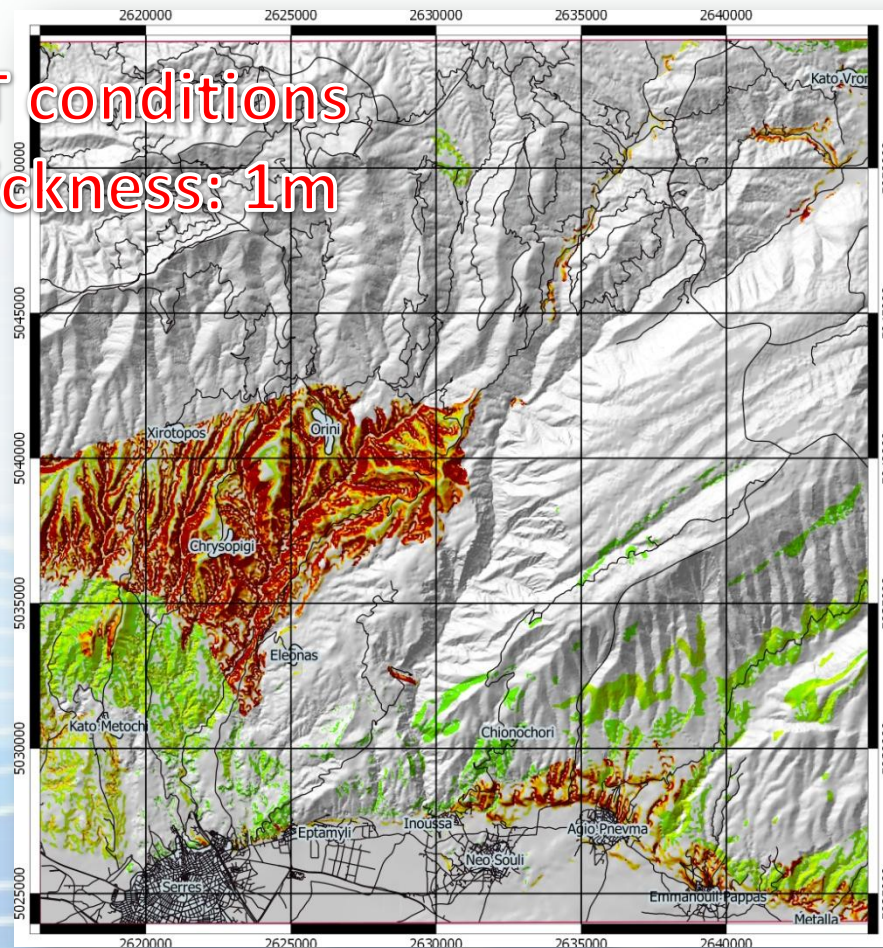 2620000 2625000 2630000 2635000 2640000
Kato Vron
T conditions
ckness: 1m
5045000
Xirotopos
Orini
5040000
Chrysopigi
5035000
Eleonas
Kato Metochi
Chionochori
5030000
Eptamyli
Inoussa
Agio Pnevma
Neo Souli
Serres
5025000
Emmanouil Pappas
Metalla
2620000 2625000 2630000 2635000 2640000